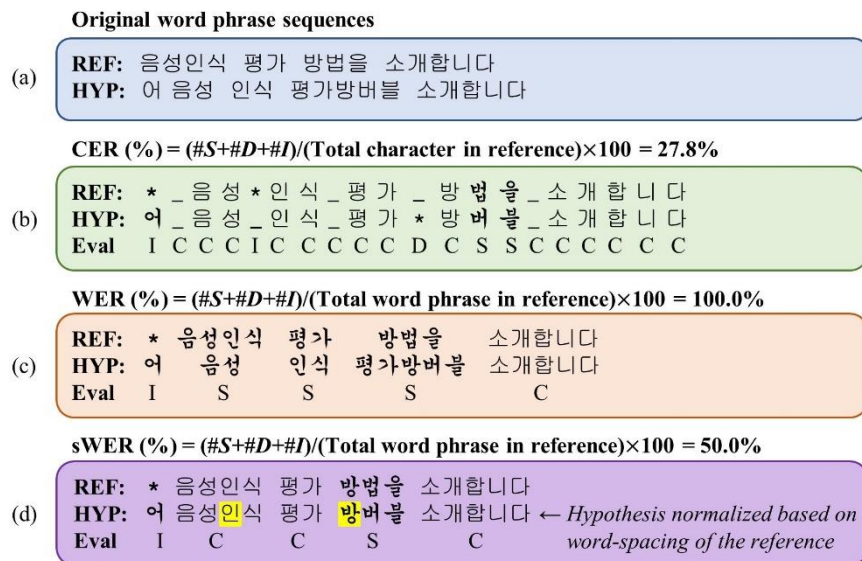 Original word phrase sequences
(a)
REF: 음성인식 평가 방법을 소개합니다
HYP: 어 음성 인식 평가방버블 소개합니다
CER (%) = (#S+#D+#I)/(Total character in reference)×100 = 27.8%
(b)
REF: * _ 음 성 * 인 식 _ 평 가 _ 방 법 을 _ 소 개 합 니 다
HYP: 어 _ 음 성 _ 인 식 _ 평 가 * 방 버 블 _ 소 개 합 니 다
Eval I C C C I C C C C C D C S S C C C C C C
WER (%) = (#S+#D+#I)/(Total word phrase in reference)×100 = 100.0%
(c)
REF: * 음성인식 평가 방법을 소개합니다
HYP: 어 음성 인식 평가방버블 소개합니다
Eval I S S S C
sWER (%) = (#S+#D+#I)/(Total word phrase in reference)×100 = 50.0%
(d)
REF: * 음성인식 평가 방법을 소개합니다
HYP: 어 음성인식 평가 방버블 소개합니다 ← Hypothesis normalized based on
Eval I C C S C word-spacing of the reference